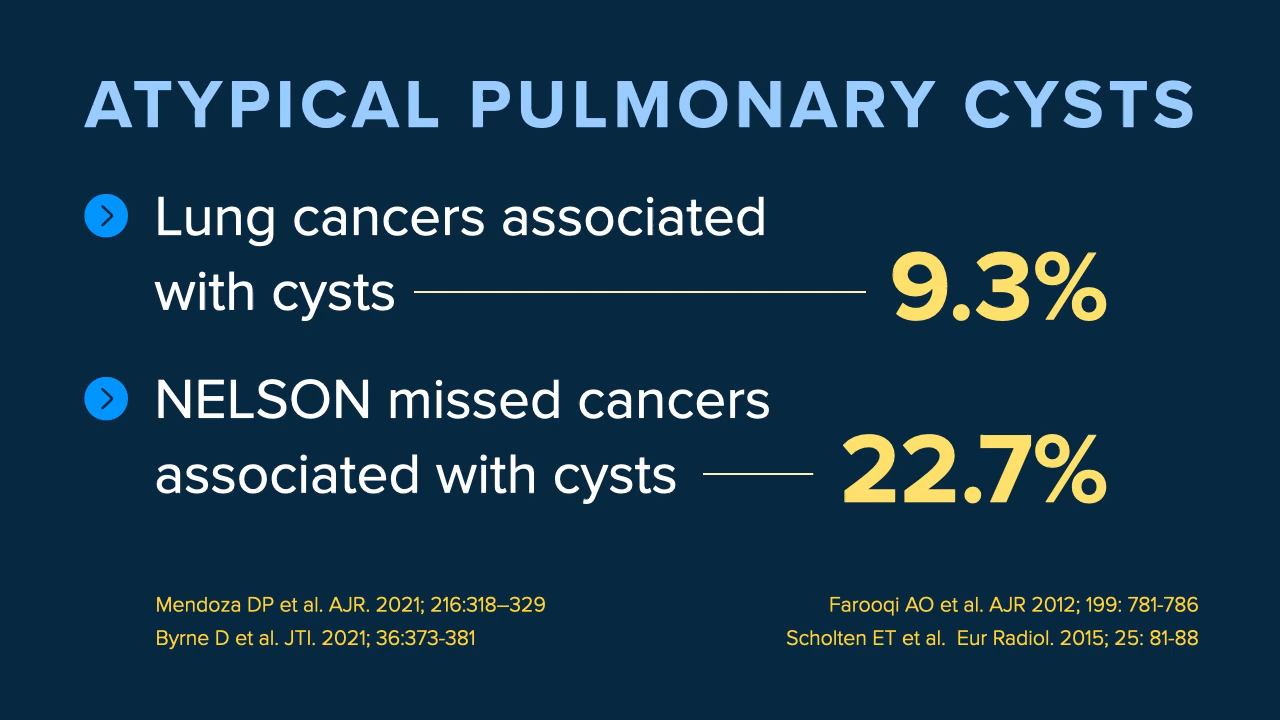 ATYPICAL PULMONARY CYSTS
Lung cancers associated
with cysts
9.3%
NELSON missed cancers
associated with cysts
22.7%
Mendoza DP et al. AJR. 2021; 216:318–329
Byrne D et al. JTI. 2021; 36:373-381
Farooqi AO et al. AJR 2012; 199: 781-786
Scholten ET et al.  Eur Radiol. 2015; 25: 81-88